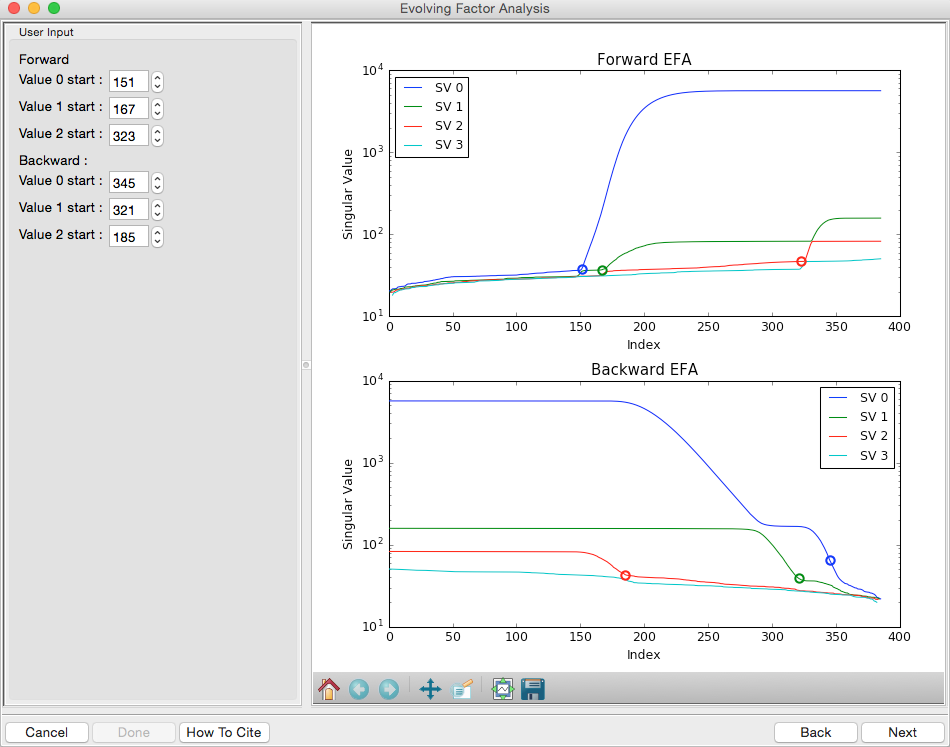 Evolving Factor Analysis
User Input
Forward
Value 0 start : 151
Value 1 start : 167
Value 2 start : 323
Backward :
Value 0 start : 345
Value 1 start : 321
Value 2 start : 185
Forward EFA
10^4
10^3
10^2
10^1
Singular Value
SV 0
SV 1
SV 2
SV 3
0 50 100 150 200 250 300 350 400
Index
Backward EFA
10^4
10^3
10^2
10^1
Singular Value
SV 0
SV 1
SV 2
SV 3
0 50 100 150 200 250 300 350 400
Index
Cancel Done How To Cite Back Next